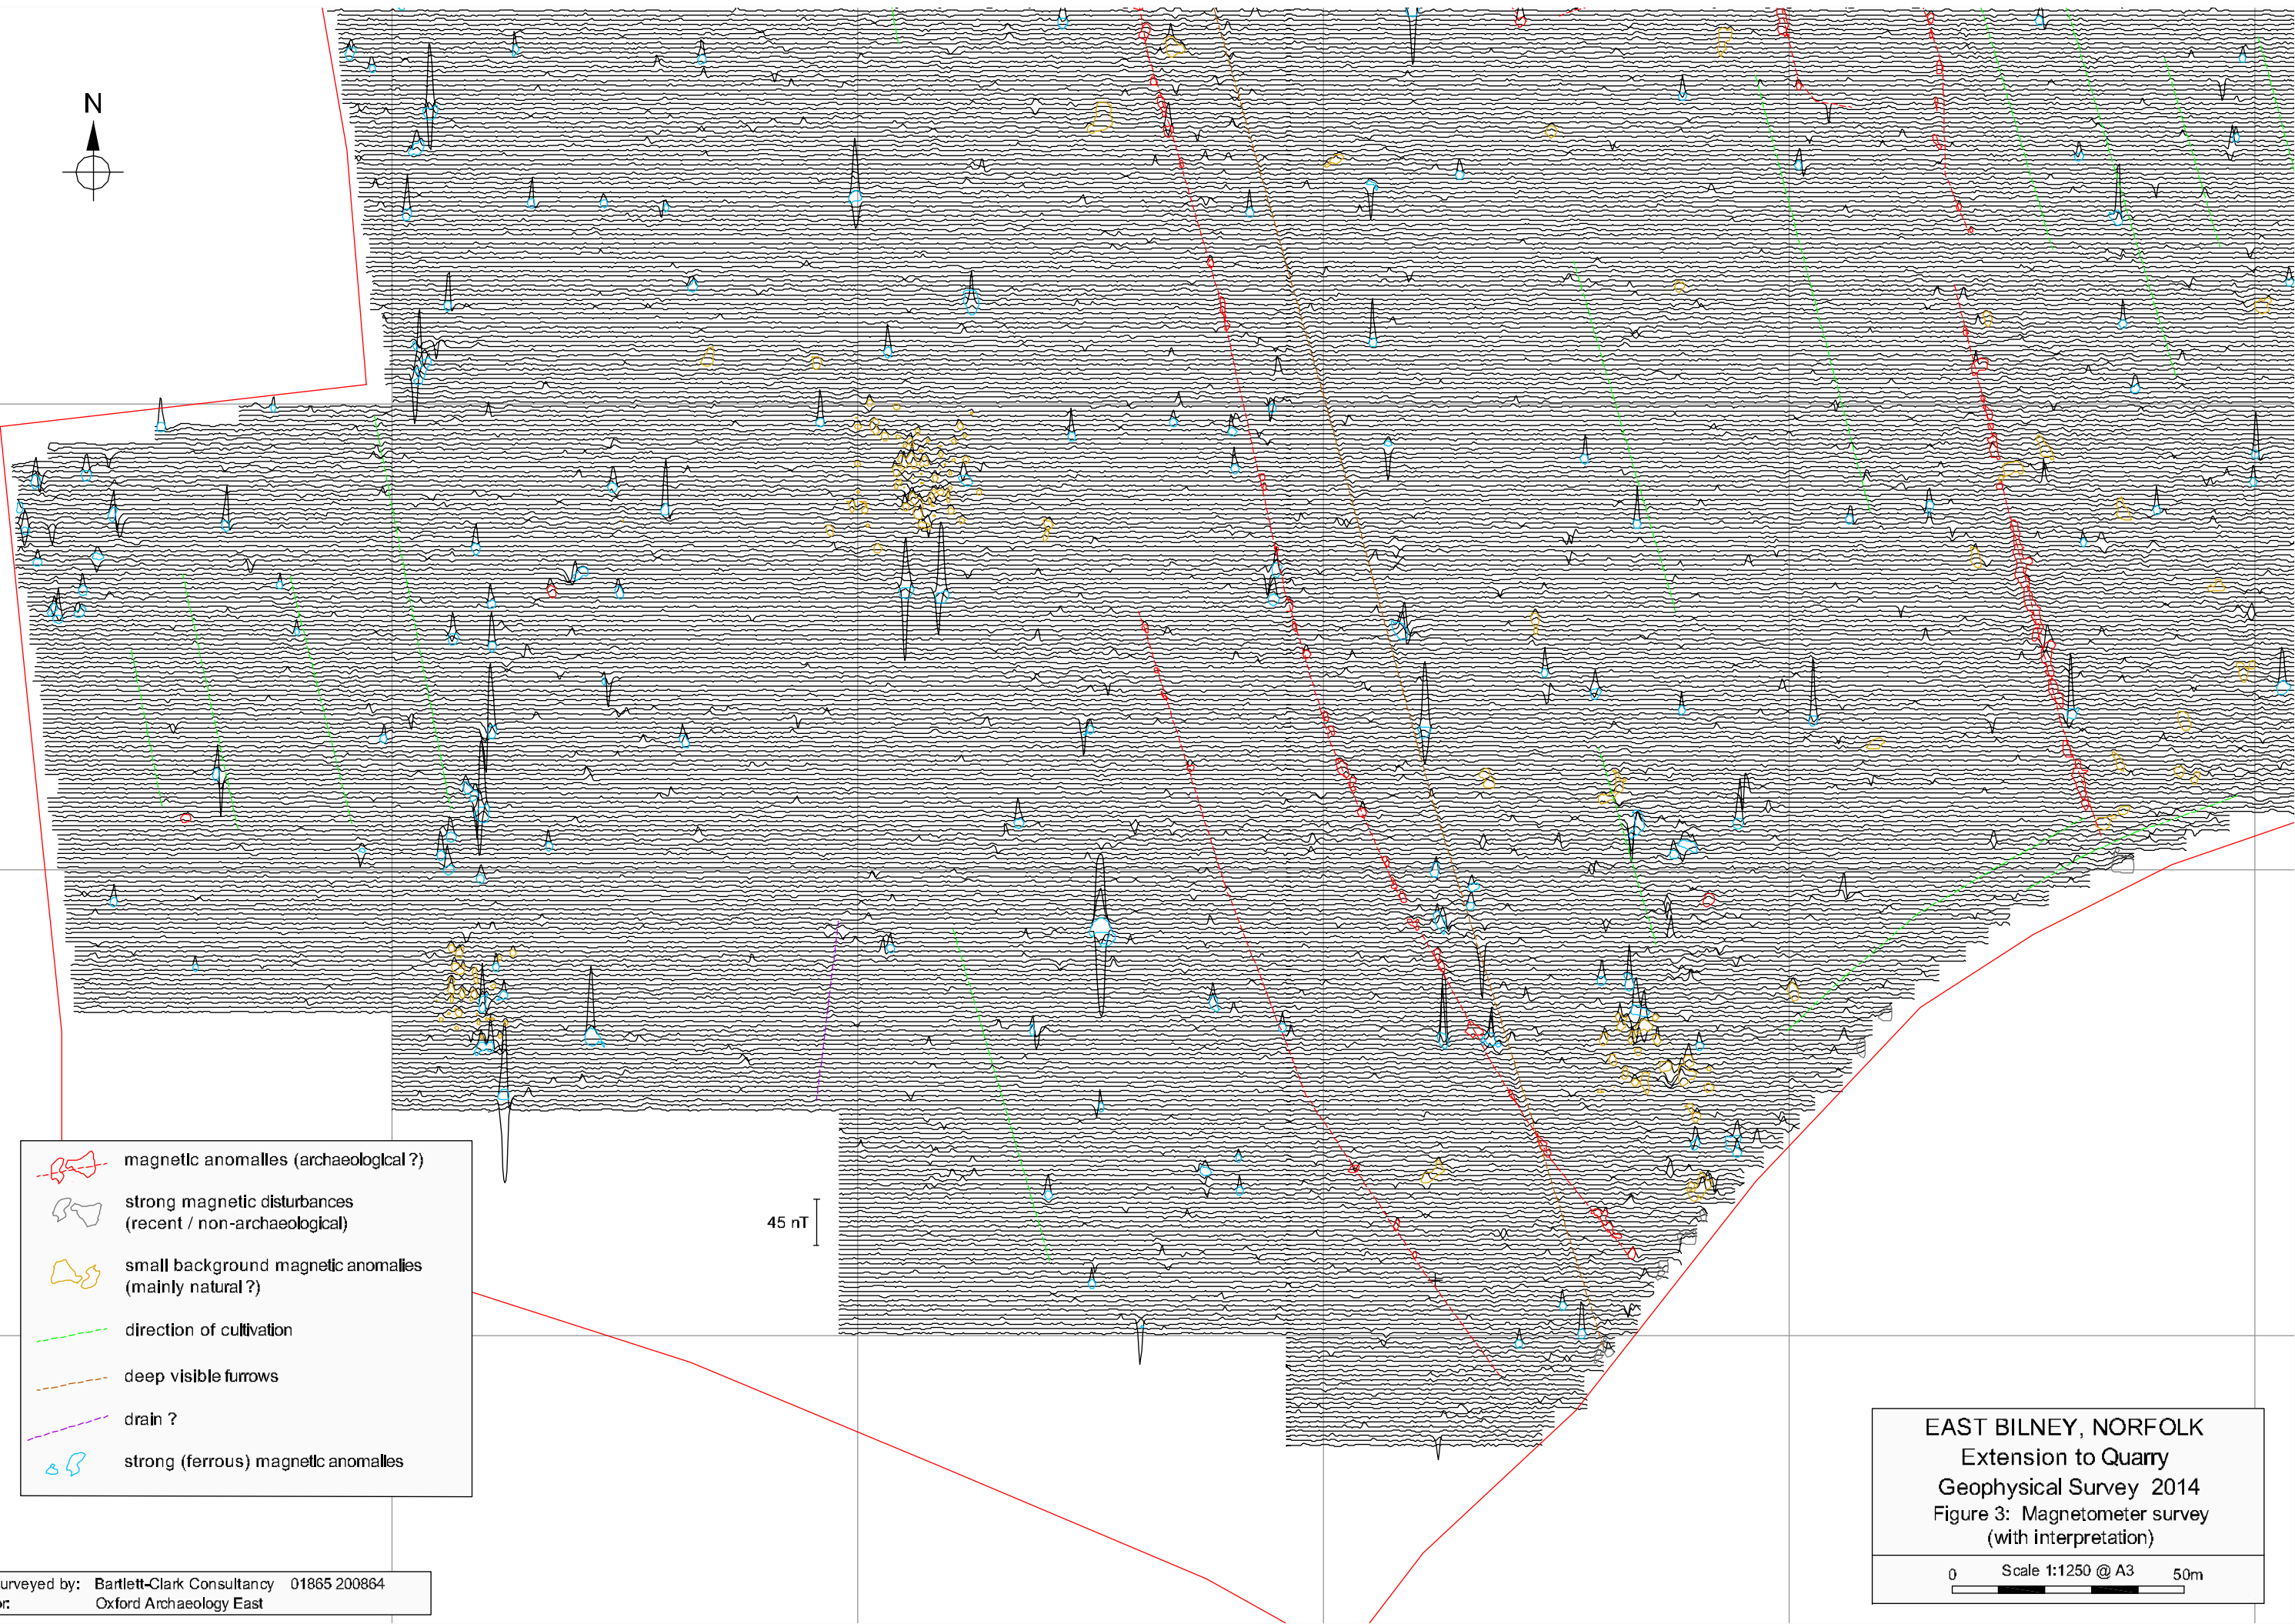 N
45 nT
magnetic anomalies (archaeological ?)
strong magnetic disturbances
(recent / non-archaeological)
small background magnetic anomalies
(mainly natural ?)
direction of cultivation
deep visible furrows
drain ?
strong (ferrous) magnetic anomalies
EAST BILNEY, NORFOLK
Extension to Quarry
Geophysical Survey 2014
Figure 3: Magnetometer survey
(with interpretation)
0 Scale 1:1250 @ A3 50m
urveyed by: Bartlett-Clark Consultancy 01865 200864
or: Oxford Archaeology East